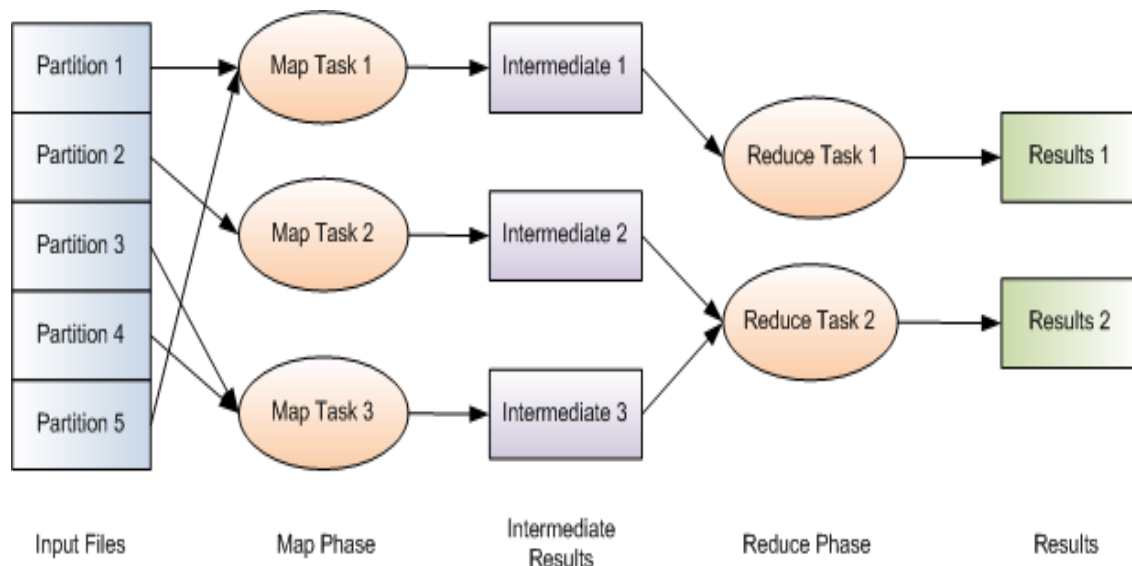 Partition 1
Map Task 1
Intermediate 1
Partition 2
Reduce Task 1
Results 1
Partition 3
Map Task 2
Intermediate 2
Partition 4
Reduce Task 2
Results 2
Partition 5
Map Task 3
Intermediate 3
Input Files
Map Phase
Intermediate
Results
Reduce Phase
Results